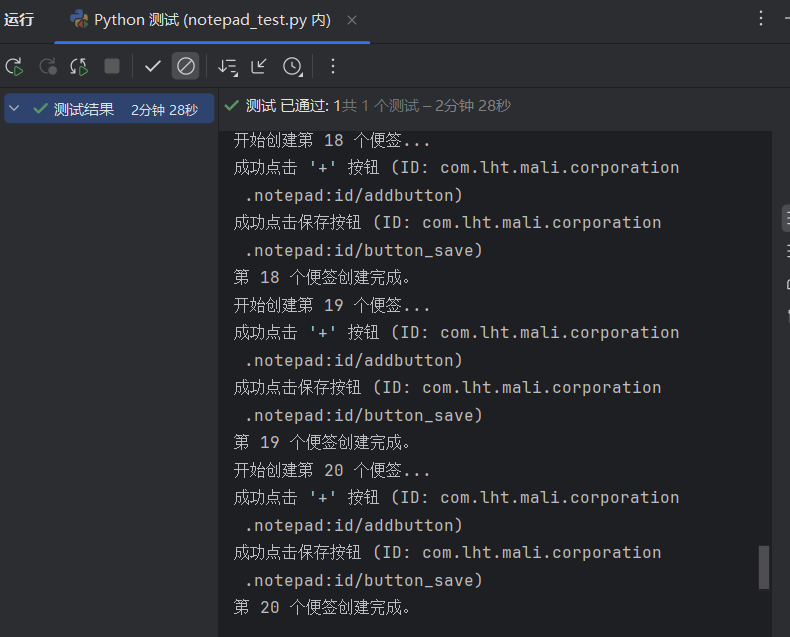 运行
Python 测试 (notepad_test.py 内)
测试结果 2分钟 28秒
测试 已通过: 1共 1 个测试 – 2分钟 28秒
开始创建第 18 个便签...
成功点击 '+' 按钮 (ID: com.lht.mali.corporation
.notepad:id/addbutton)
成功点击保存按钮 (ID: com.lht.mali.corporation
.notepad:id/button_save)
第 18 个便签创建完成。
开始创建第 19 个便签...
成功点击 '+' 按钮 (ID: com.lht.mali.corporation
.notepad:id/addbutton)
成功点击保存按钮 (ID: com.lht.mali.corporation
.notepad:id/button_save)
第 19 个便签创建完成。
开始创建第 20 个便签...
成功点击 '+' 按钮 (ID: com.lht.mali.corporation
.notepad:id/addbutton)
成功点击保存按钮 (ID: com.lht.mali.corporation
.notepad:id/button_save)
第 20 个便签创建完成。